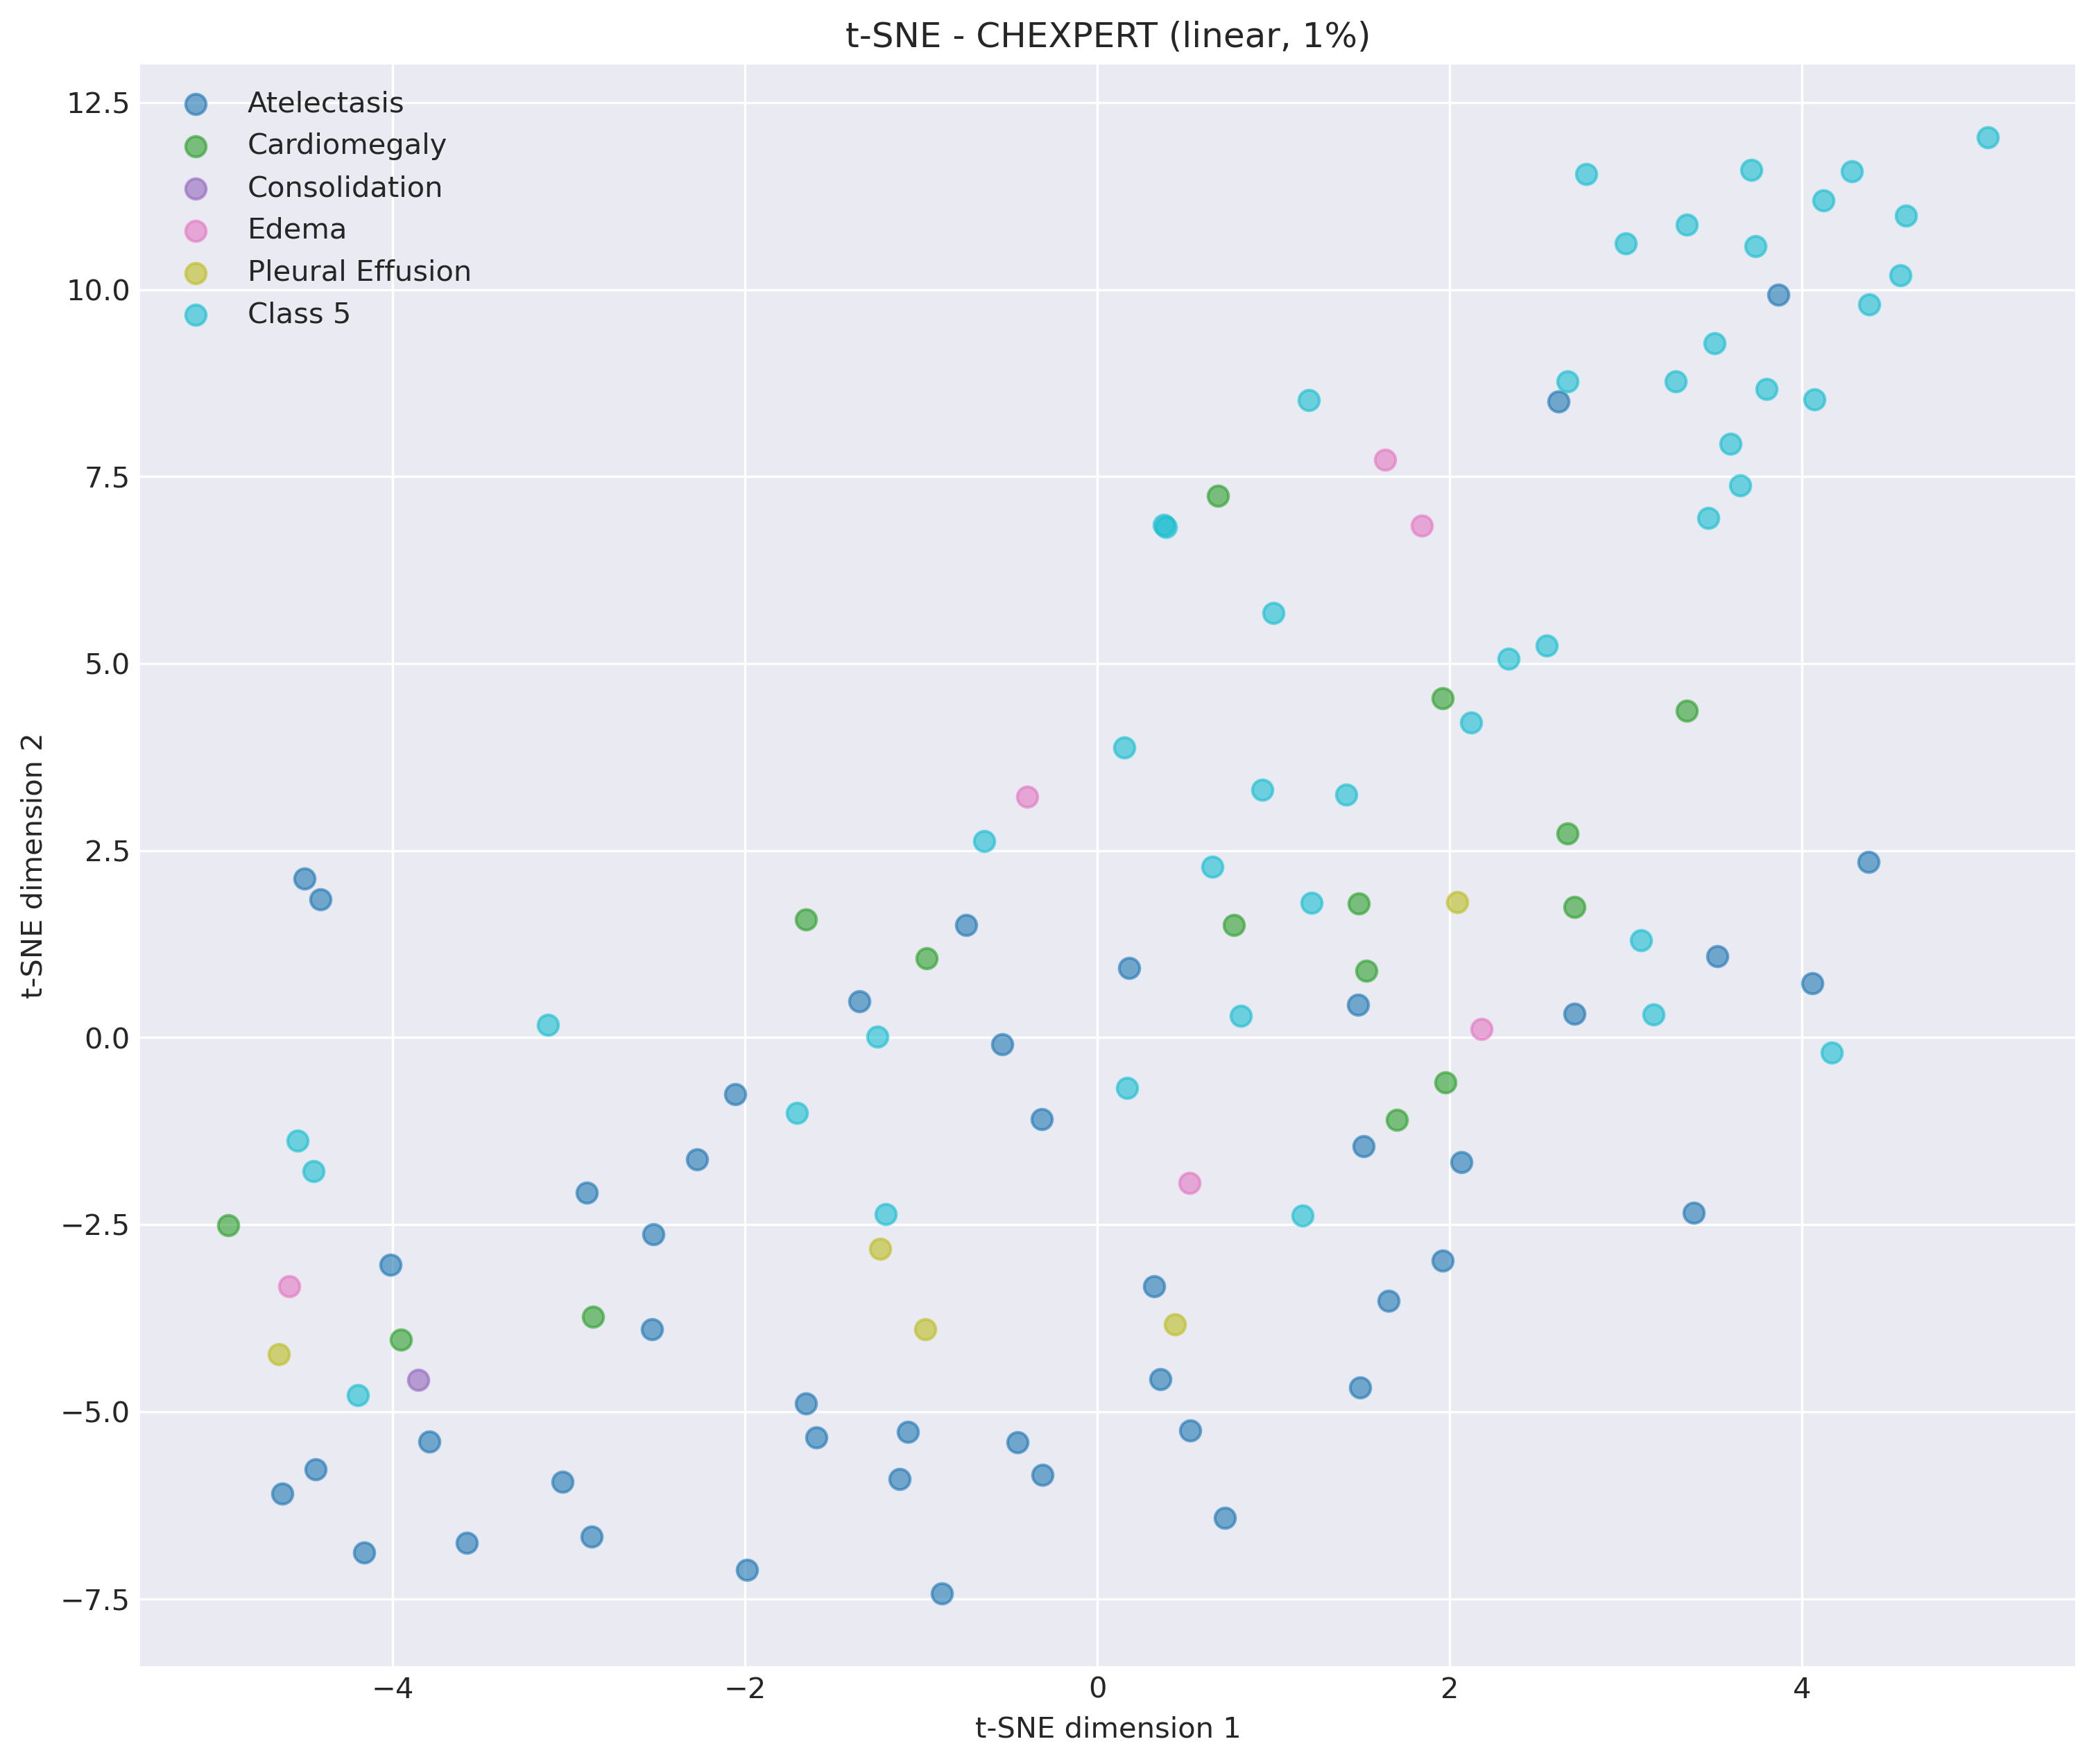 t-SNE - CHEXPERT (linear, 1%)
Atelectasis
Cardiomegaly
Consolidation
Edema
Pleural Effusion
Class 5
t-SNE dimension 2
12.5
10.0
7.5
5.0
2.5
0.0
−2.5
−5.0
−7.5
−4 −2 0 2 4
t-SNE dimension 1